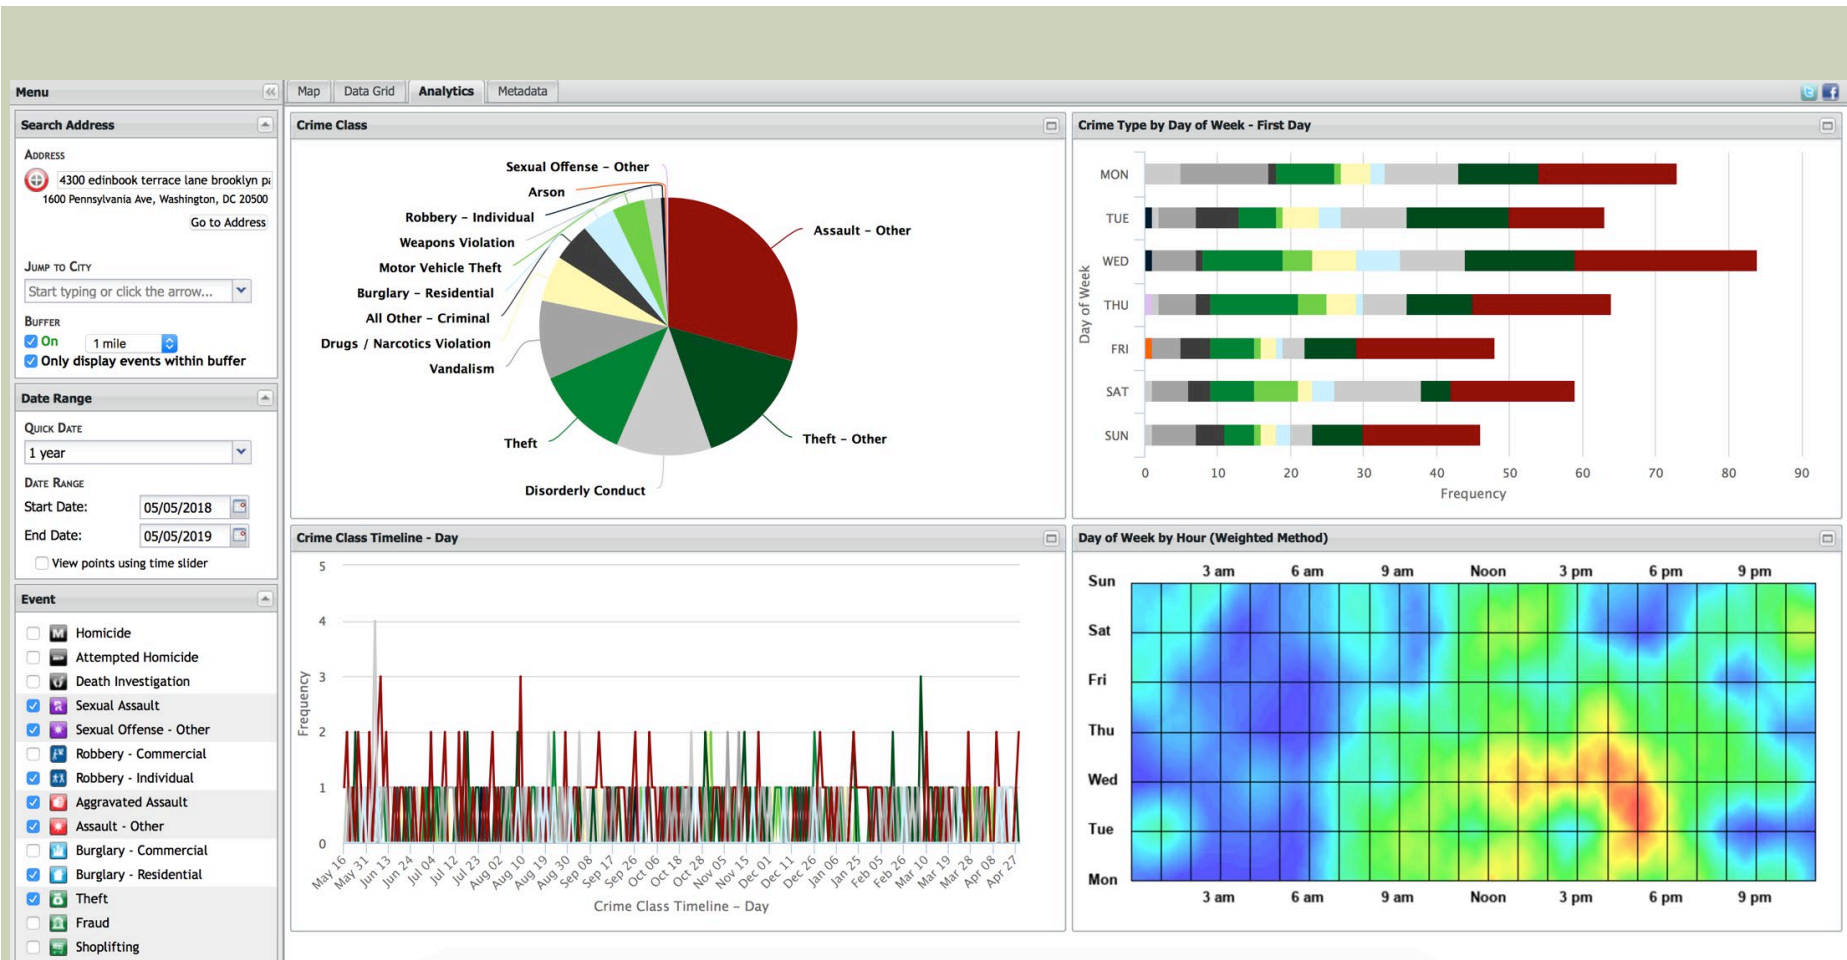 Menu
Search Address
ADDRESS
4300 edinbook terrace lane brooklyn pa
1600 Pennsylvania Ave, Washington, DC 20500
Go to Address
JUMP TO CITY
Start typing or click the arrow...
BUFFER
On
1 mile
Only display events within buffer
Date Range
QUICK DATE
1 year
DATE RANGE
Start Date:
05/05/2018
End Date:
05/05/2019
View points using time slider
Event
Homicide
Attempted Homicide
Death Investigation
Sexual Assault
Sexual Offense - Other
Robbery - Commercial
Robbery - Individual
Aggravated Assault
Assault - Other
Burglary - Commercial
Burglary - Residential
Theft
Fraud
Shoplifting
Map
Data Grid
Analytics
Metadata
Crime Class
Sexual Offense – Other
Arson
Robbery – Individual
Weapons Violation
Motor Vehicle Theft
Burglary – Residential
All Other – Criminal
Drugs / Narcotics Violation
Vandalism
Theft
Disorderly Conduct
Assault – Other
Theft – Other
Crime Type by Day of Week - First Day
Day of Week
MON
TUE
WED
THU
FRI
SAT
SUN
0 10 20 30 40 50 60 70 80 90
Frequency
Crime Class Timeline - Day
Frequency
5
4
3
2
1
0
May 16 May 31 Jun 13 Jun 24 Jul 04 Jul 12 Jul 23 Aug 02 Aug 10 Aug 19 Aug 30 Sep 08 Sep 17 Sep 26 Oct 06 Oct 18 Oct 28 Nov 05 Nov 15 Dec 01 Dec 11 Dec 26 Jan 06 Jan 25 Feb 05 Feb 26 Mar 10 Mar 19 Mar 28 Apr 08 Apr 27
Crime Class Timeline – Day
Day of Week by Hour (Weighted Method)
3 am 6 am 9 am Noon 3 pm 6 pm 9 pm
Sun
Sat
Fri
Thu
Wed
Tue
Mon
3 am 6 am 9 am Noon 3 pm 6 pm 9 pm